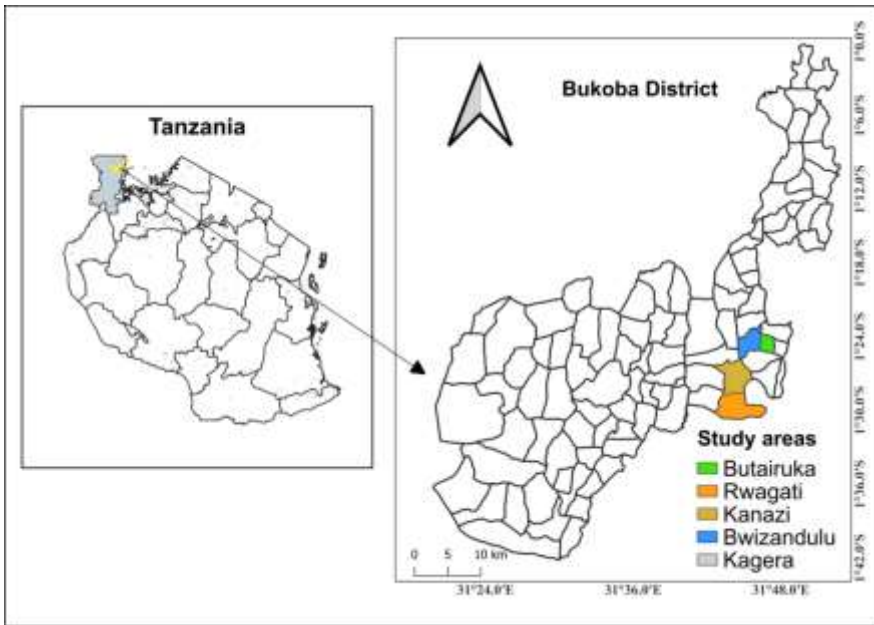 Tanzania
Bukoba District
1°0.0'S
1°6.0'S
1°12.0'S
1°18.0'S
1°24.0'S
1°30.0'S
1°36.0'S
1°42.0'S
Study areas
Butairuka
Rwagati
Kanazi
Bwizandulu
Kagera
0 5 10 km
31°24.0'E 31°36.0'E 31°48.0'E